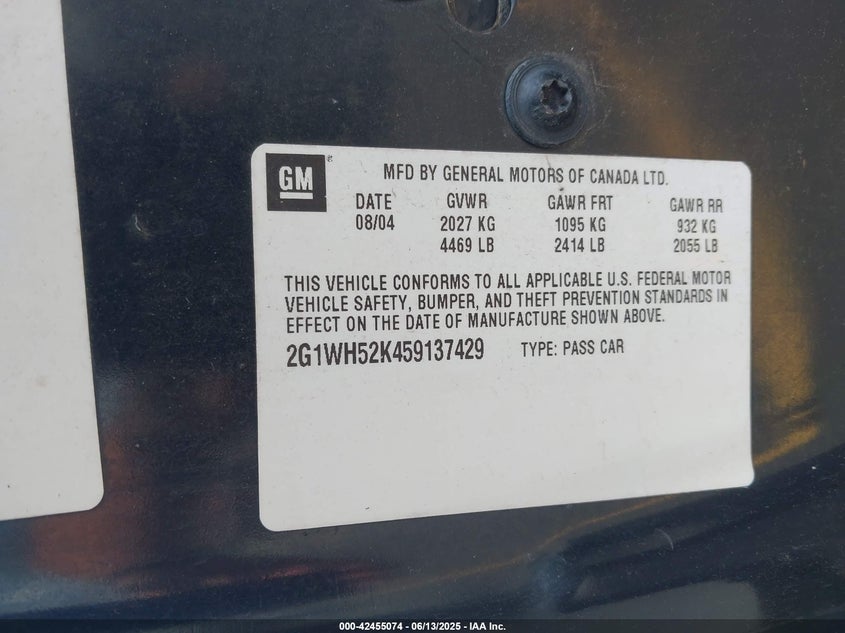 GM
MFD BY GENERAL MOTORS OF CANADA LTD.
DATE GVWR GAWR FRT GAWR RR
08/04 2027 KG 1095 KG 932 KG
4469 LB 2414 LB 2055 LB
THIS VEHICLE CONFORMS TO ALL APPLICABLE U.S. FEDERAL MOTOR
VEHICLE SAFETY, BUMPER, AND THEFT PREVENTION STANDARDS IN
EFFECT ON THE DATE OF MANUFACTURE SHOWN ABOVE.
2G1WH52K459137429 TYPE: PASS CAR
000-42455074 - 06/13/2025 - IAA Inc.